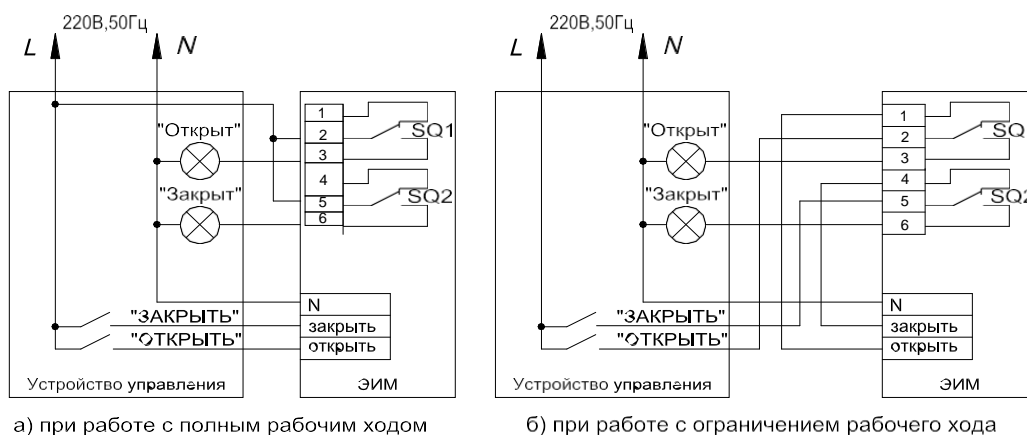 220В,50Гц
L
N
"Открыт"
"Закрыт"
1
2
3
4
5
6
SQ1
SQ2
N
"ЗАКРЫТЬ"
закрыть
"ОТКРЫТЬ"
открыть
Устройство управления
ЭИМ
а) при работе с полным рабочим ходом
220В,50Гц
L
N
"Открыт"
"Закрыт"
1
2
3
4
5
6
SQ
SQ2
N
"ЗАКРЫТЬ"
закрыть
"ОТКРЫТЬ"
открыть
Устройство управления
ЭИМ
б) при работе с ограничением рабочего хода